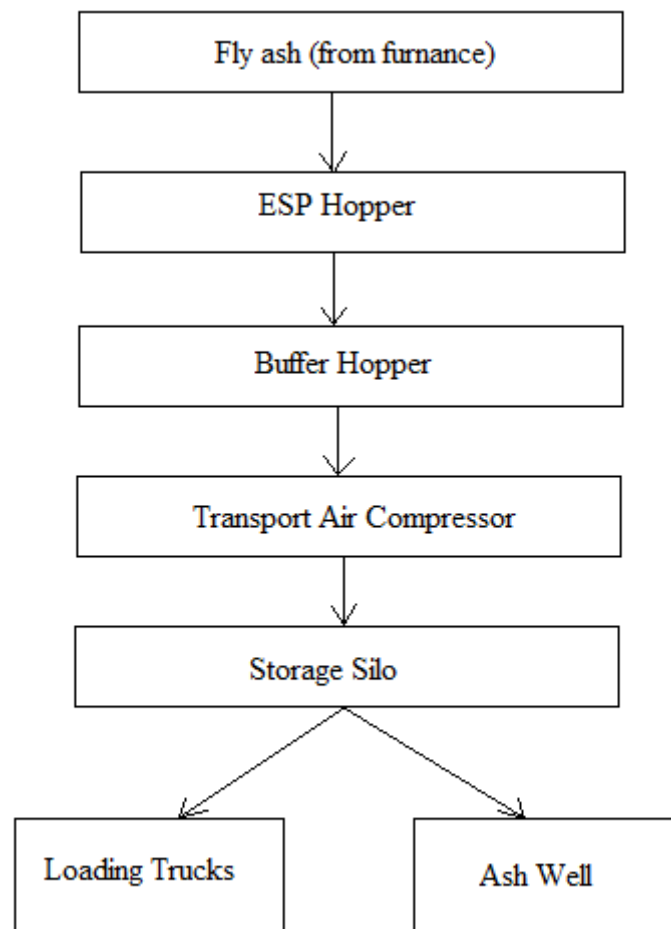 Fly ash (from furnance)
ESP Hopper
Buffer Hopper
Transport Air Compressor
Storage Silo
Loading Trucks
Ash Well